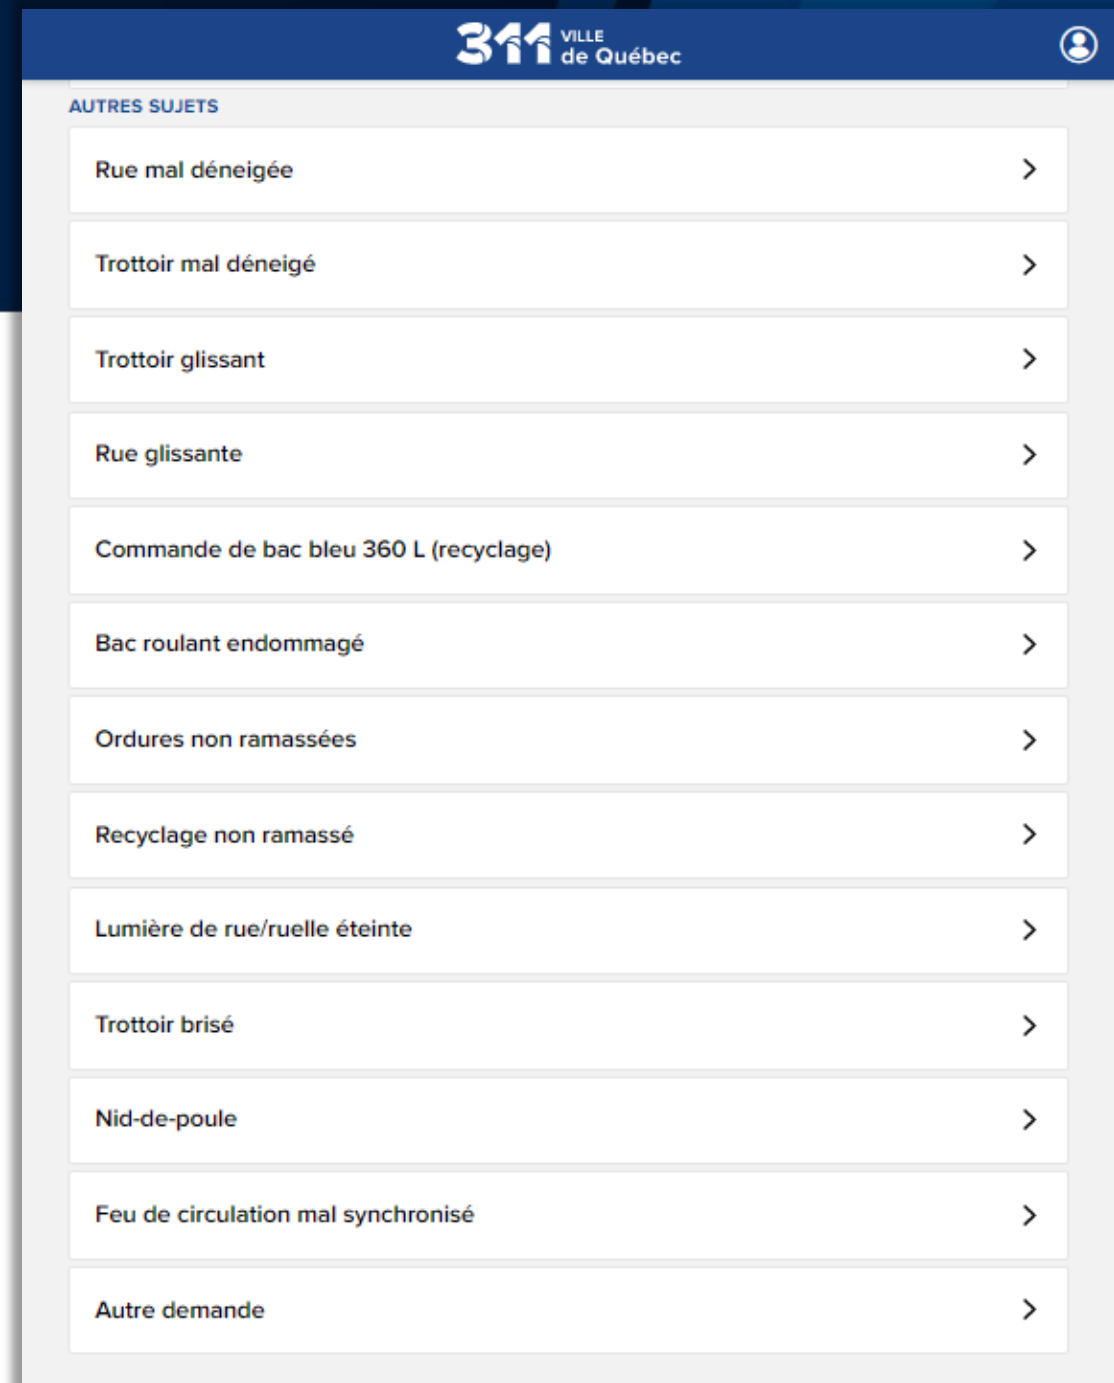 311 VILLE
de Québec
AUTRES SUJETS
Rue mal déneigée
Trottoir mal déneigé
Trottoir glissant
Rue glissante
Commande de bac bleu 360 L (recyclage)
Bac roulant endommagé
Ordures non ramassées
Recyclage non ramassé
Lumière de rue/ruelle éteinte
Trottoir brisé
Nid-de-poule
Feu de circulation mal synchronisé
Autre demande